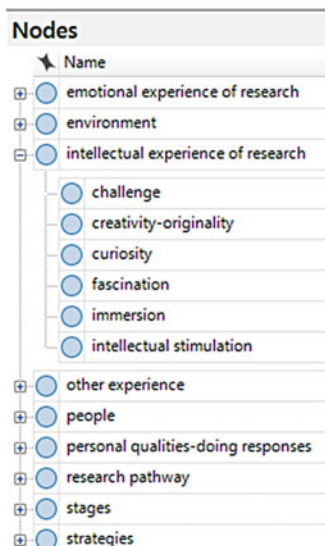 Nodes
Name
emotional experience of research
environment
intellectual experience of research
challenge
creativity-originality
curiosity
fascination
immersion
intellectual stimulation
other experience
people
personal qualities-doing responses
research pathway
stages
strategies